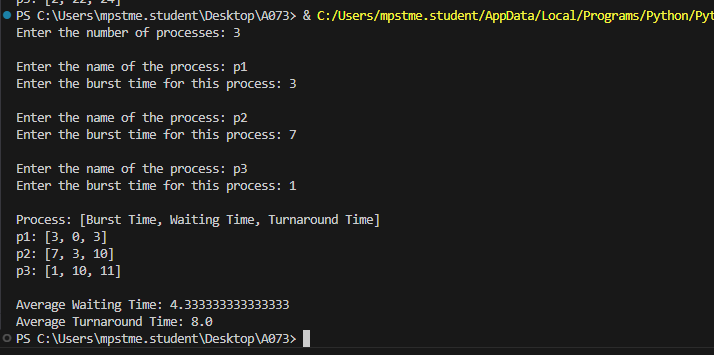 p5: [2, 22, 24]
PS C:\Users\mpstme.student\Desktop\A073> & C:/Users/mpstme.student/AppData/Local/Programs/Python/Pyt
Enter the number of processes: 3
Enter the name of the process: p1
Enter the burst time for this process: 3
Enter the name of the process: p2
Enter the burst time for this process: 7
Enter the name of the process: p3
Enter the burst time for this process: 1
Process: [Burst Time, Waiting Time, Turnaround Time]
p1: [3, 0, 3]
p2: [7, 3, 10]
p3: [1, 10, 11]
Average Waiting Time: 4.333333333333333
Average Turnaround Time: 8.0
PS C:\Users\mpstme.student\Desktop\A073>